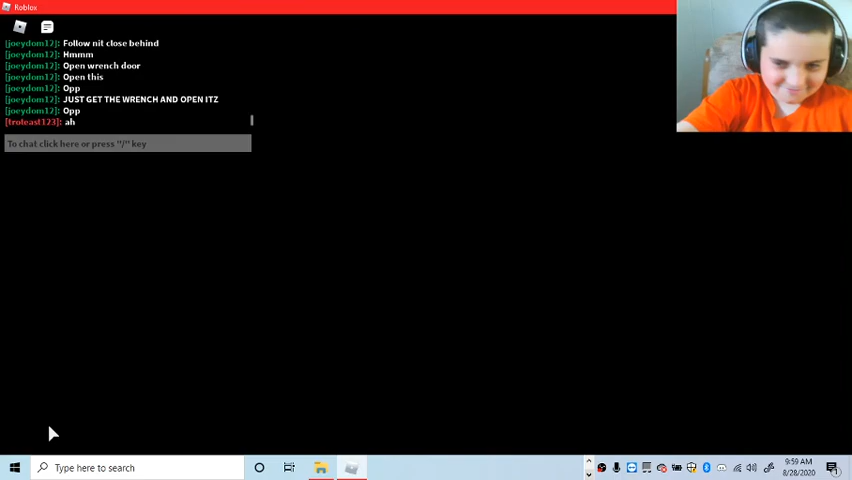 Roblox
[joeydom12]: Follow nit close behind
[joeydom12]: Hmmm
[joeydom12]: Open wrench door
[joeydom12]: Open this
[joeydom12]: Opp
[joeydom12]: JUST GET THE WRENCH AND OPEN ITZ
[joeydom12]: Opp
[troteast123]: ah
To chat click here or press "/" key
Type here to search
9:59 AM
8/28/2020